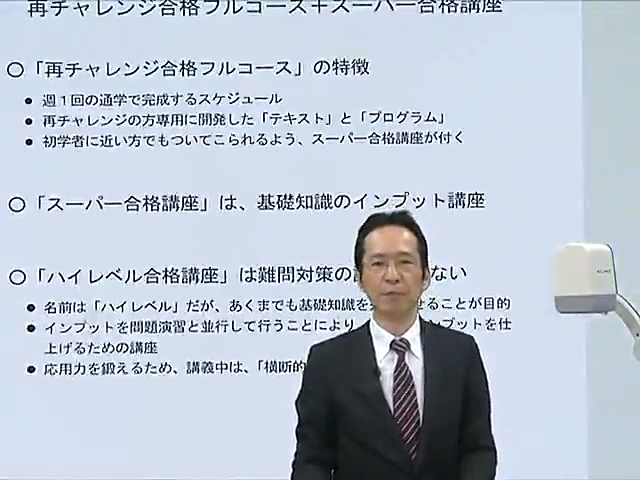 再チャレンジ合格フルコース＋スーパー合格講座
○「再チャレンジ合格フルコース」の特徴
● 週１回の通学で完成するスケジュール
● 再チャレンジの方専用に開発した「テキスト」と「プログラム」
● 初学者に近い方でもついてこられるよう、スーパー合格講座が付く
○「スーパー合格講座」は、基礎知識のインプット講座
○「ハイレベル合格講座」は難問対策の ない
● 名前は「ハイレベル」だが、あくまでも基礎知識を せることが目的
● インプットを問題演習と並行して行うことにより ンプットを仕
上げるための講座
● 応用力を鍛えるため、講義中は、「横断的